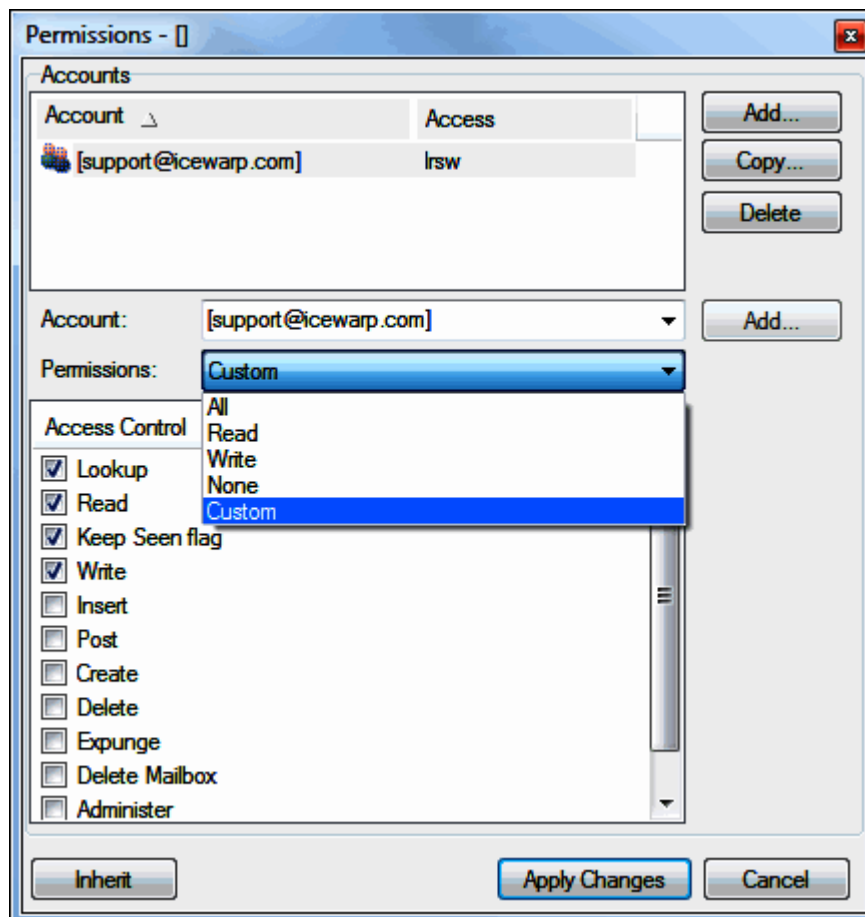 Permissions - []
Accounts
Account Access
[support@icewarp.com] lrsw
Add...
Copy...
Delete
Account: [support@icewarp.com] Add...
Permissions: Custom
All
Read
Write
None
Custom
Access Control
Lookup
Read
Keep Seen flag
Write
Insert
Post
Create
Delete
Expunge
Delete Mailbox
Administer
Inherit Apply Changes Cancel